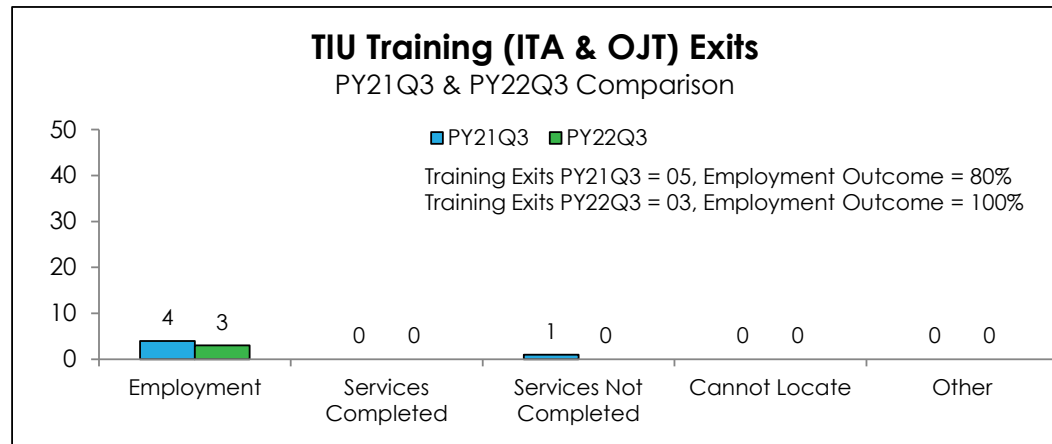 TIU Training (ITA & OJT) Exits
PY21Q3 & PY22Q3 Comparison
PY21Q3 PY22Q3
Training Exits PY21Q3 = 05, Employment Outcome = 80%
Training Exits PY22Q3 = 03, Employment Outcome = 100%
50
40
30
20
10
0
4 3 0 0 1 0 0 0 0 0
Employment
Services
Completed
Services Not
Completed
Cannot Locate
Other